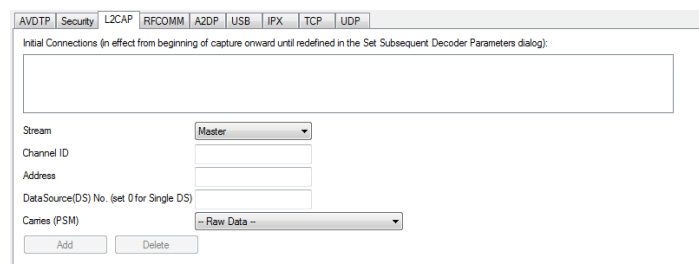 AVDTP Security L2CAP RFCOMM A2DP USB IPX TCP UDP
Initial Connections (in effect from beginning of capture onward until redefined in the Set Subsequent Decoder Parameters dialog):
Stream Master
Channel ID
Address
DataSource(DS) No. (set 0 for Single DS)
Carries (PSM) -- Raw Data --
Add Delete